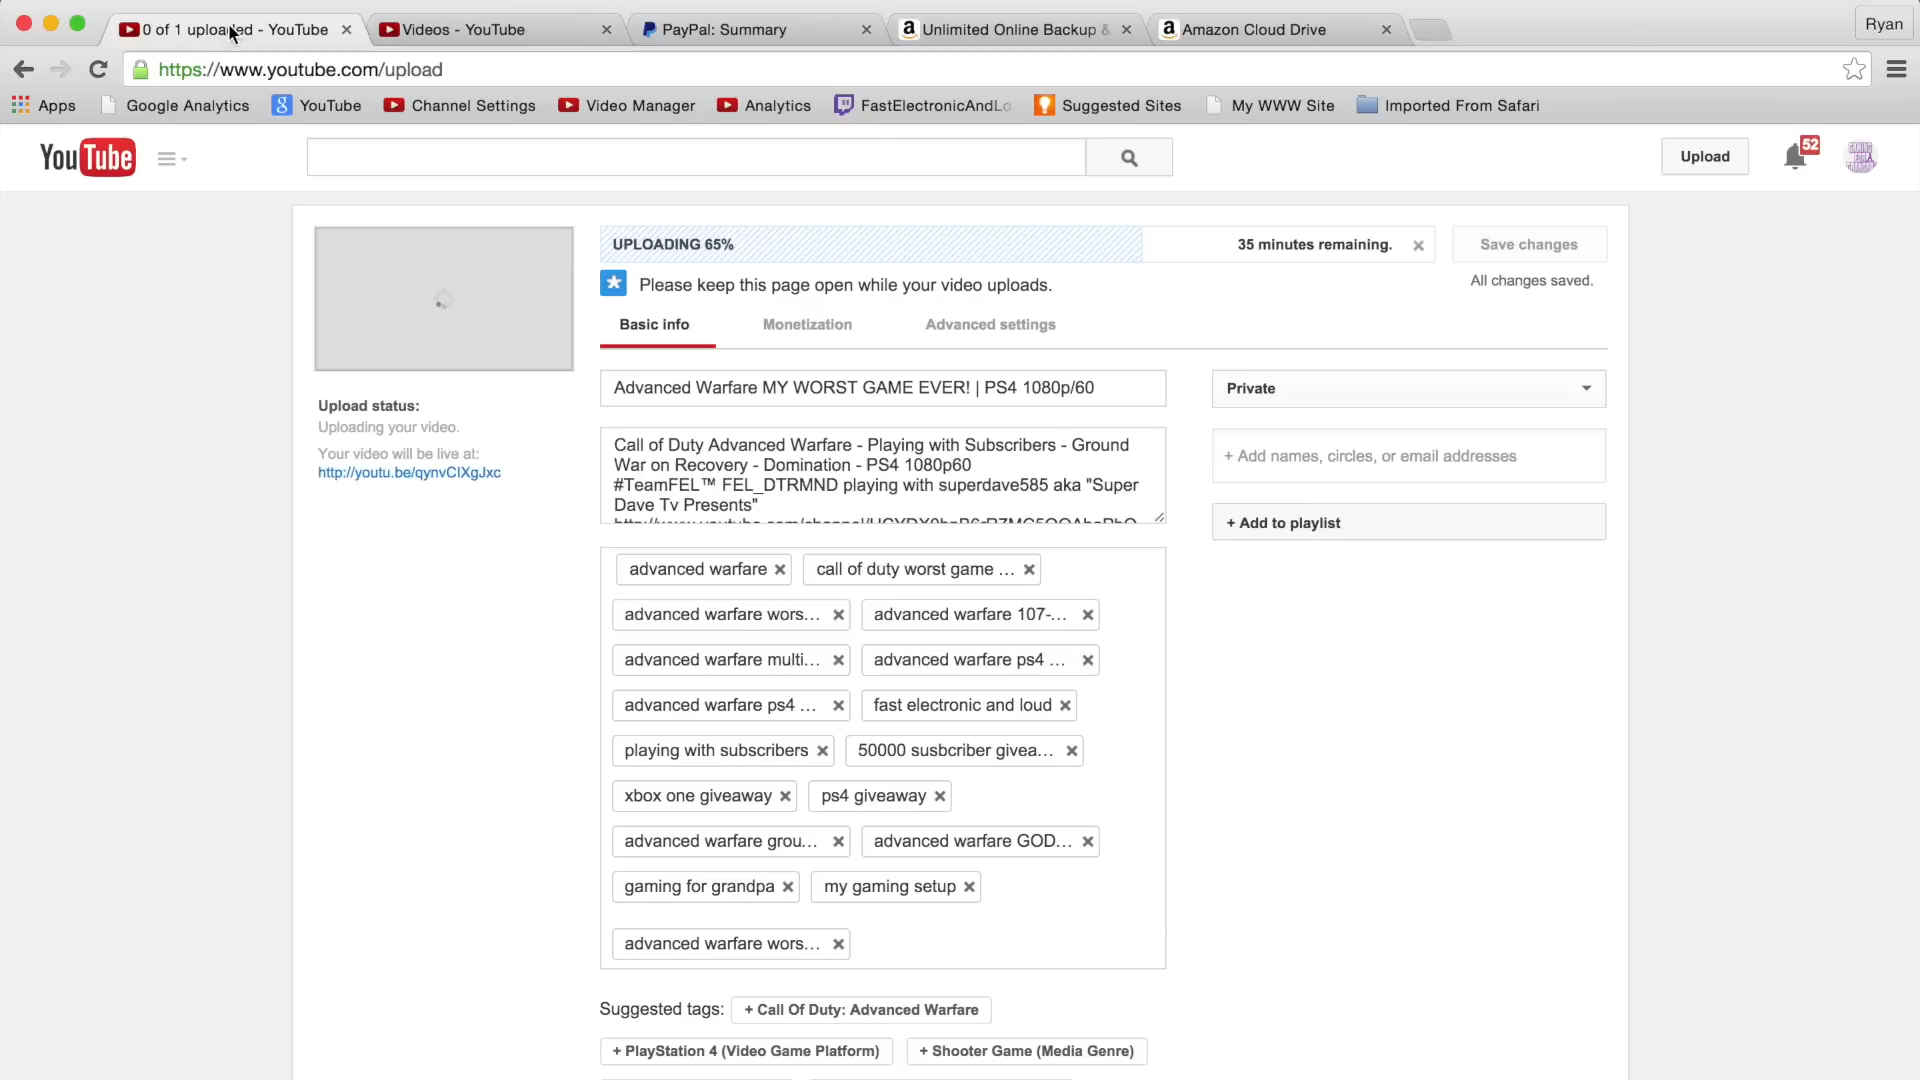 0 of 1 uploaded - YouTube
Videos - YouTube
PayPal: Summary
Unlimited Online Backup &
Amazon Cloud Drive
Ryan
https://www.youtube.com/upload
Apps
Google Analytics
YouTube
Channel Settings
Video Manager
Analytics
FastElectronicAndLo
Suggested Sites
My WWW Site
Imported From Safari
YouTube
Upload
52
UPLOADING 65%
35 minutes remaining.
Save changes
Please keep this page open while your video uploads.
All changes saved.
Basic info
Monetization
Advanced settings
Advanced Warfare MY WORST GAME EVER! | PS4 1080p/60
Private
Upload status:
Uploading your video.
Your video will be live at:
http://youtu.be/qynvCIXgJxc
Call of Duty Advanced Warfare - Playing with Subscribers - Ground
War on Recovery - Domination - PS4 1080p60
#TeamFEL™ FEL_DTRMND playing with superdave585 aka "Super
Dave Tv Presents"
+ Add names, circles, or email addresses
+ Add to playlist
advanced warfare
call of duty worst game ...
advanced warfare wors...
advanced warfare 107-...
advanced warfare multi...
advanced warfare ps4 ...
advanced warfare ps4 ...
fast electronic and loud
playing with subscribers
50000 susbcriber givea...
xbox one giveaway
ps4 giveaway
advanced warfare grou...
advanced warfare GOD...
gaming for grandpa
my gaming setup
advanced warfare wors...
Suggested tags:
+ Call Of Duty: Advanced Warfare
+ PlayStation 4 (Video Game Platform)
+ Shooter Game (Media Genre)